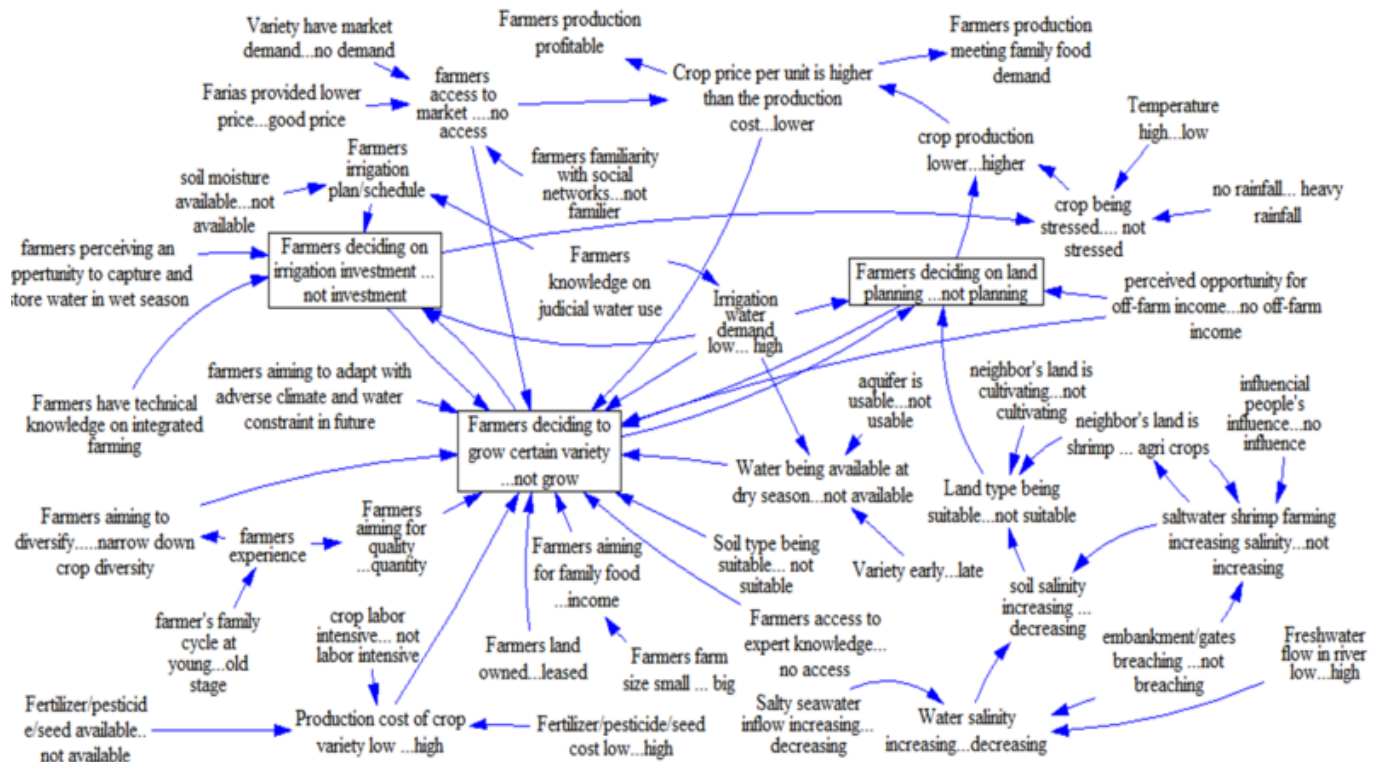 Variety have market
demand...no demand
Farmers production
profitable
Farmers production
meeting family food
demand
farmers
access to
market ....no
access
Crop price per unit is higher
than the production
cost...lower
Farias provided lower
price...good price
Temperature
high...low
crop production
lower...higher
Farmers
irrigation
plan/schedule
farmers familiarity
with social
networks...not
familier
soil moisture
available...not
available
crop being
stressed.... not
stressed
no rainfall... heavy
rainfall
farmers perceiving an
ppertunity to capture and
store water in wet season
Farmers deciding on
irrigation investment ...
not investment
Farmers
knowledge on
judicial water use
Irrigation
water
demand
low... high
Farmers deciding on land
planning ...not planning
perceived opportunity for
off-farm income...no off-farm
income
Farmers have technical
knowledge on integrated
farming
farmers aiming to adapt with
adverse climate and water
constraint in future
aquifer is
usable...not
usable
neighbor's land is
cultivating...not
cultivating
influencial
people's
influence...no
influence
neighbor's land is
shrimp ... agri crops
Farmers deciding to
grow certain variety
...not grow
Water being available at
dry season...not available
Land type being
suitable...not suitable
saltwater shrimp farming
increasing salinity...not
increasing
Farmers aiming to
diversify.....narrow down
crop diversity
farmers
experience
Farmers
aiming for
quality
...quantity
Farmers aiming
for family food
...income
Soil type being
suitable... not
suitable
Variety early...late
soil salinity
increasing ...
decreasing
farmer's family
cycle at
young...old
stage
crop labor
intensive... not
labor intensive
Farmers land
owned...leased
Farmers farm
size small ... big
Farmers access to
expert knowledge...
no access
embankment/gates
breaching ...not
breaching
Freshwater
flow in river
low...high
Fertilizer/pesticid
e/seed available..
not available
Production cost of crop
variety low ...high
Fertilizer/pesticide/seed
cost low...high
Salty seawater
inflow increasing...
decreasing
Water salinity
increasing...decreasing